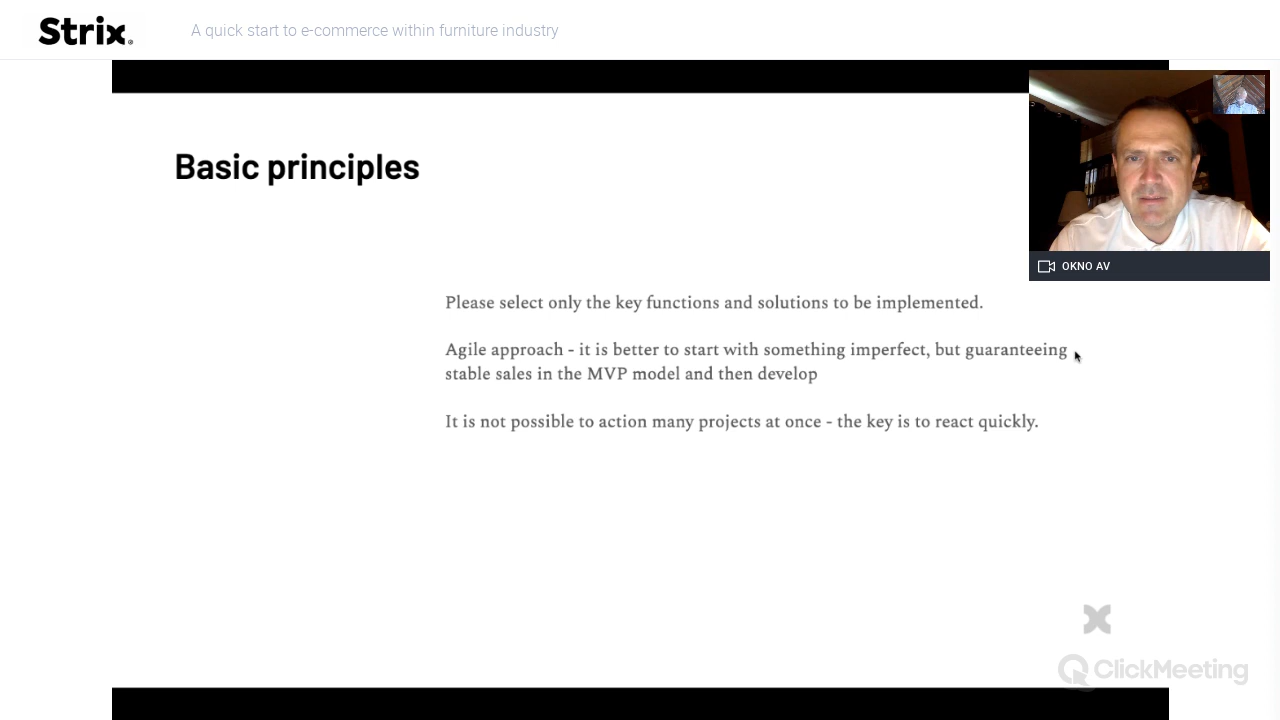 Strix®
A quick start to e-commerce within furniture industry
Basic principles
OKNO AV
Please select only the key functions and solutions to be implemented.
Agile approach - it is better to start with something imperfect, but guaranteeing
stable sales in the MVP model and then develop
It is not possible to action many projects at once - the key is to react quickly.
ClickMeeting